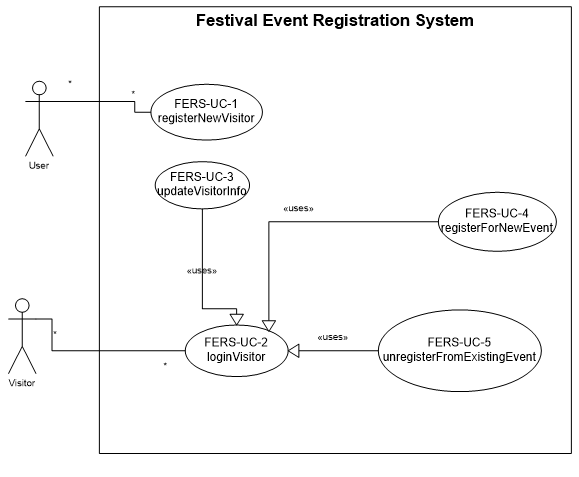 Festival Event Registration System
*
*
FERS-UC-1
registerNewVisitor
User
FERS-UC-3
updateVisitorInfo
«uses»
FERS-UC-4
registerForNewEvent
«uses»
*
FERS-UC-2
loginVisitor
«uses»
FERS-UC-5
unregisterFromExistingEvent
*
Visitor